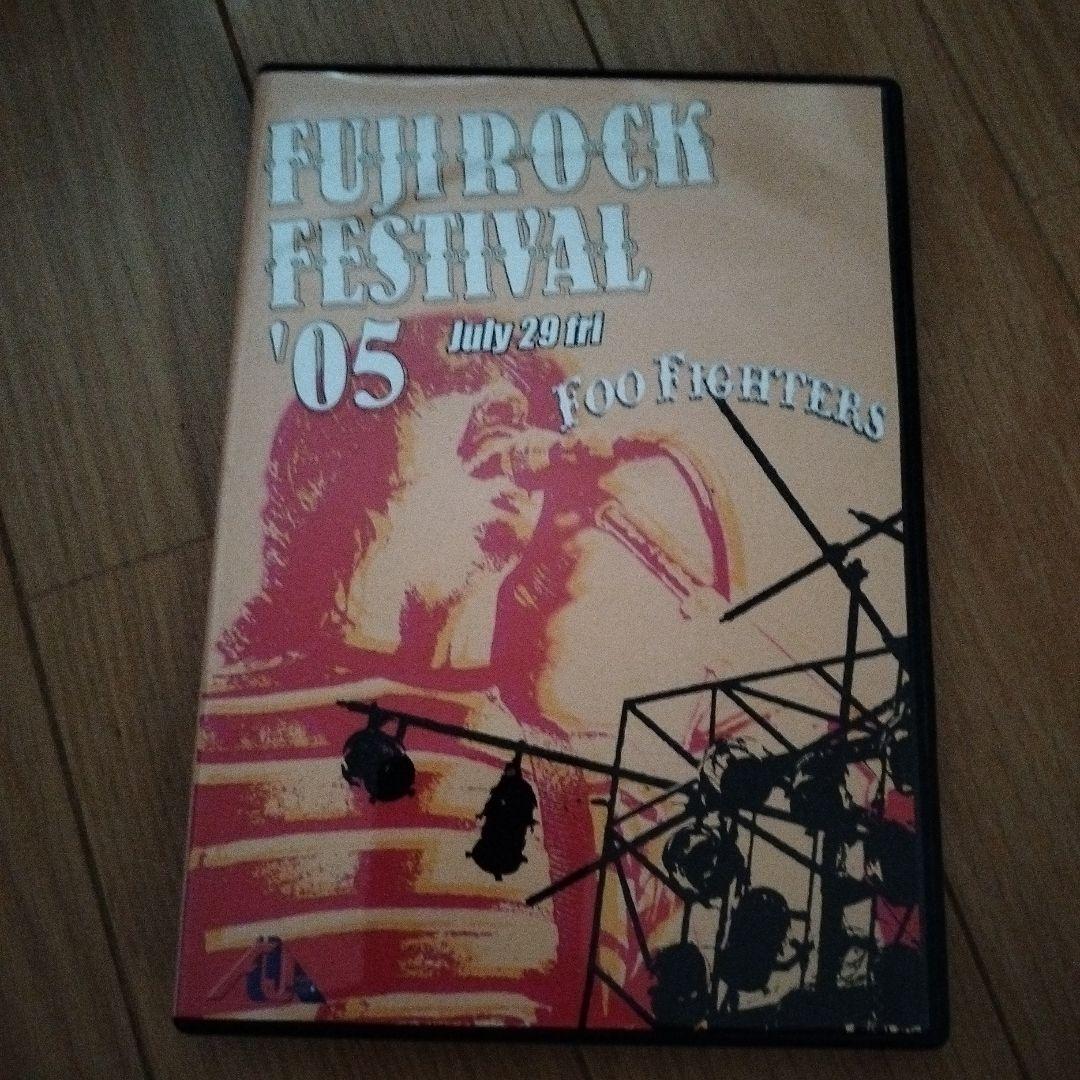 FUJI ROCK
FESTIVAL
'05
July 29 fri
FOO FIGHTERS